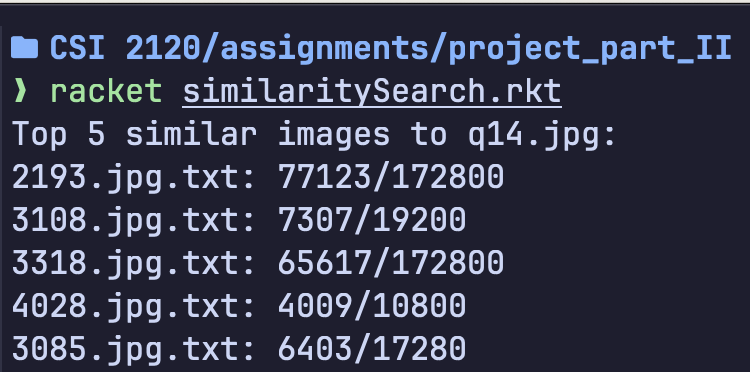 CSI 2120/assignments/project_part_II
❯ racket similaritySearch.rkt
Top 5 similar images to q14.jpg:
2193.jpg.txt: 77123/172800
3108.jpg.txt: 7307/19200
3318.jpg.txt: 65617/172800
4028.jpg.txt: 4009/10800
3085.jpg.txt: 6403/17280